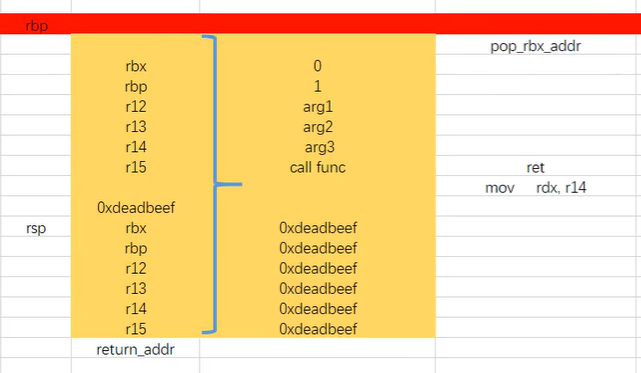 rbp
pop_rbx_addr
rbx 0
rbp 1
r12 arg1
r13 arg2
r14 arg3
r15 call func ret
mov rdx, r14
0xdeadbeef
rsp rbx 0xdeadbeef
rbp 0xdeadbeef
r12 0xdeadbeef
r13 0xdeadbeef
r14 0xdeadbeef
r15 0xdeadbeef
return_addr